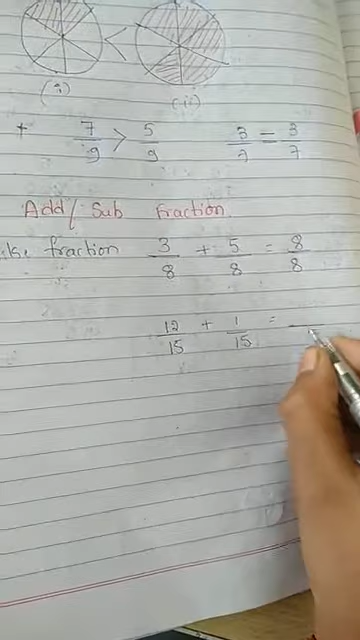 <
(i) (ii)
7/9 > 5/9 3/7 = 3/7
Add/Sub Fraction.
fraction 3/8 + 5/8 = 8/8
12/15 + 1/15 =